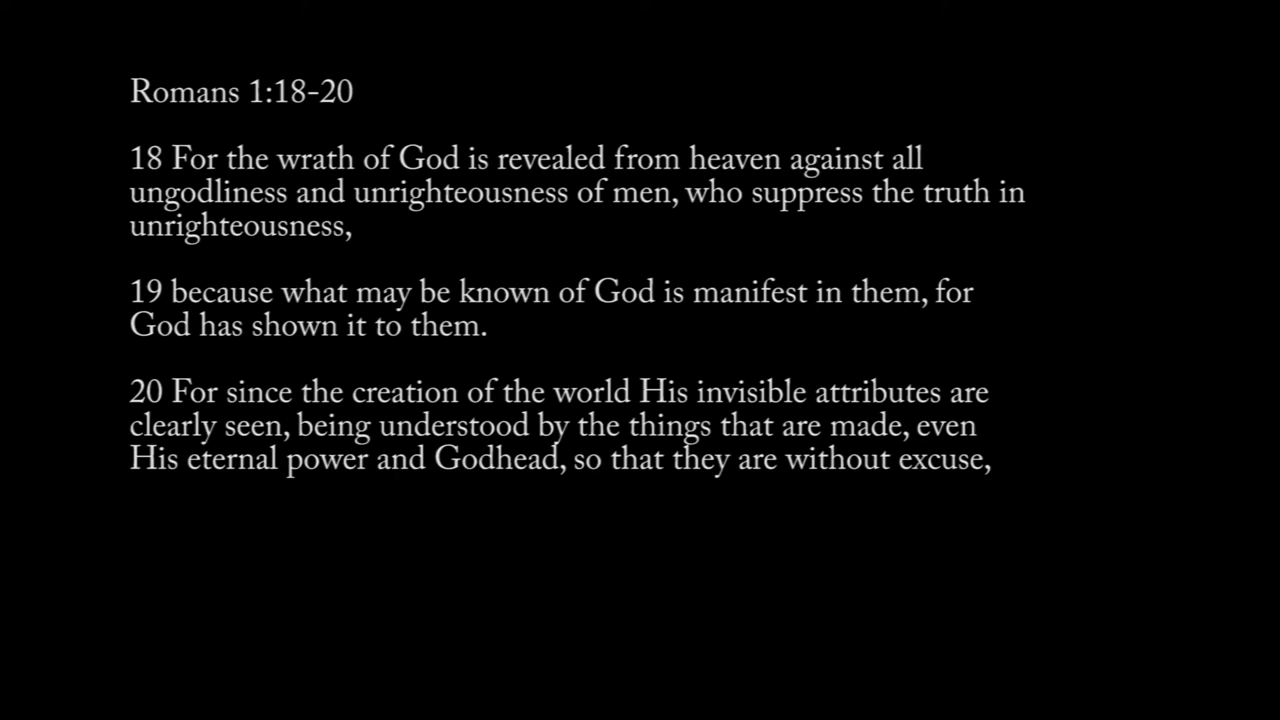 Romans 1:18-20
18 For the wrath of God is revealed from heaven against all
ungodliness and unrighteousness of men, who suppress the truth in
unrighteousness,
19 because what may be known of God is manifest in them, for
God has shown it to them.
20 For since the creation of the world His invisible attributes are
clearly seen, being understood by the things that are made, even
His eternal power and Godhead, so that they are without excuse,